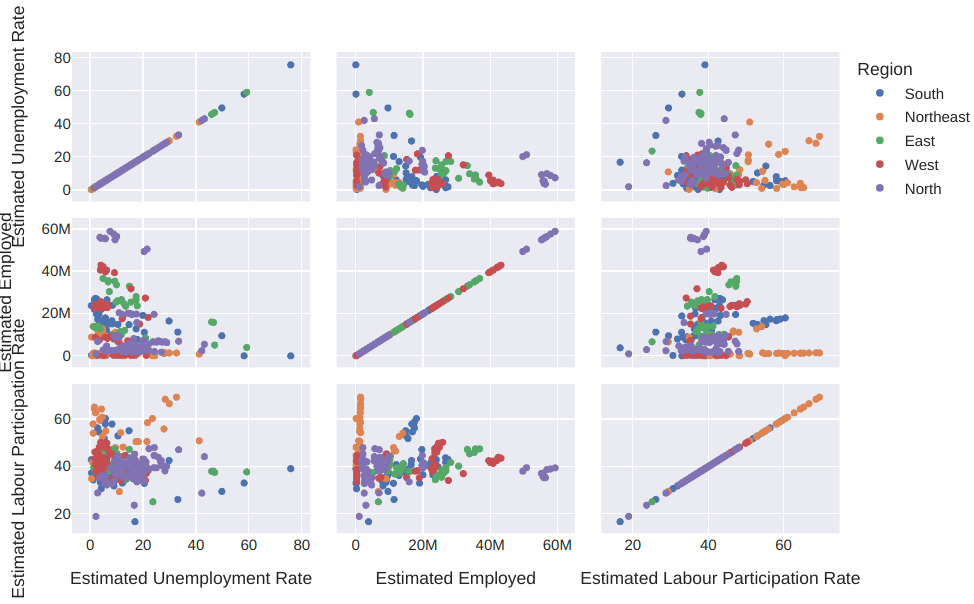 Estimated Unemployment Rate
80
60
40
20
0
Region
South
Northeast
East
West
North
Estimated Employed
60M
40M
20M
0
Estimated Labour Participation Rate
60
40
20
0
20
40
60
80
0
20M
40M
60M
20
40
60
Estimated Unemployment Rate
Estimated Employed
Estimated Labour Participation Rate